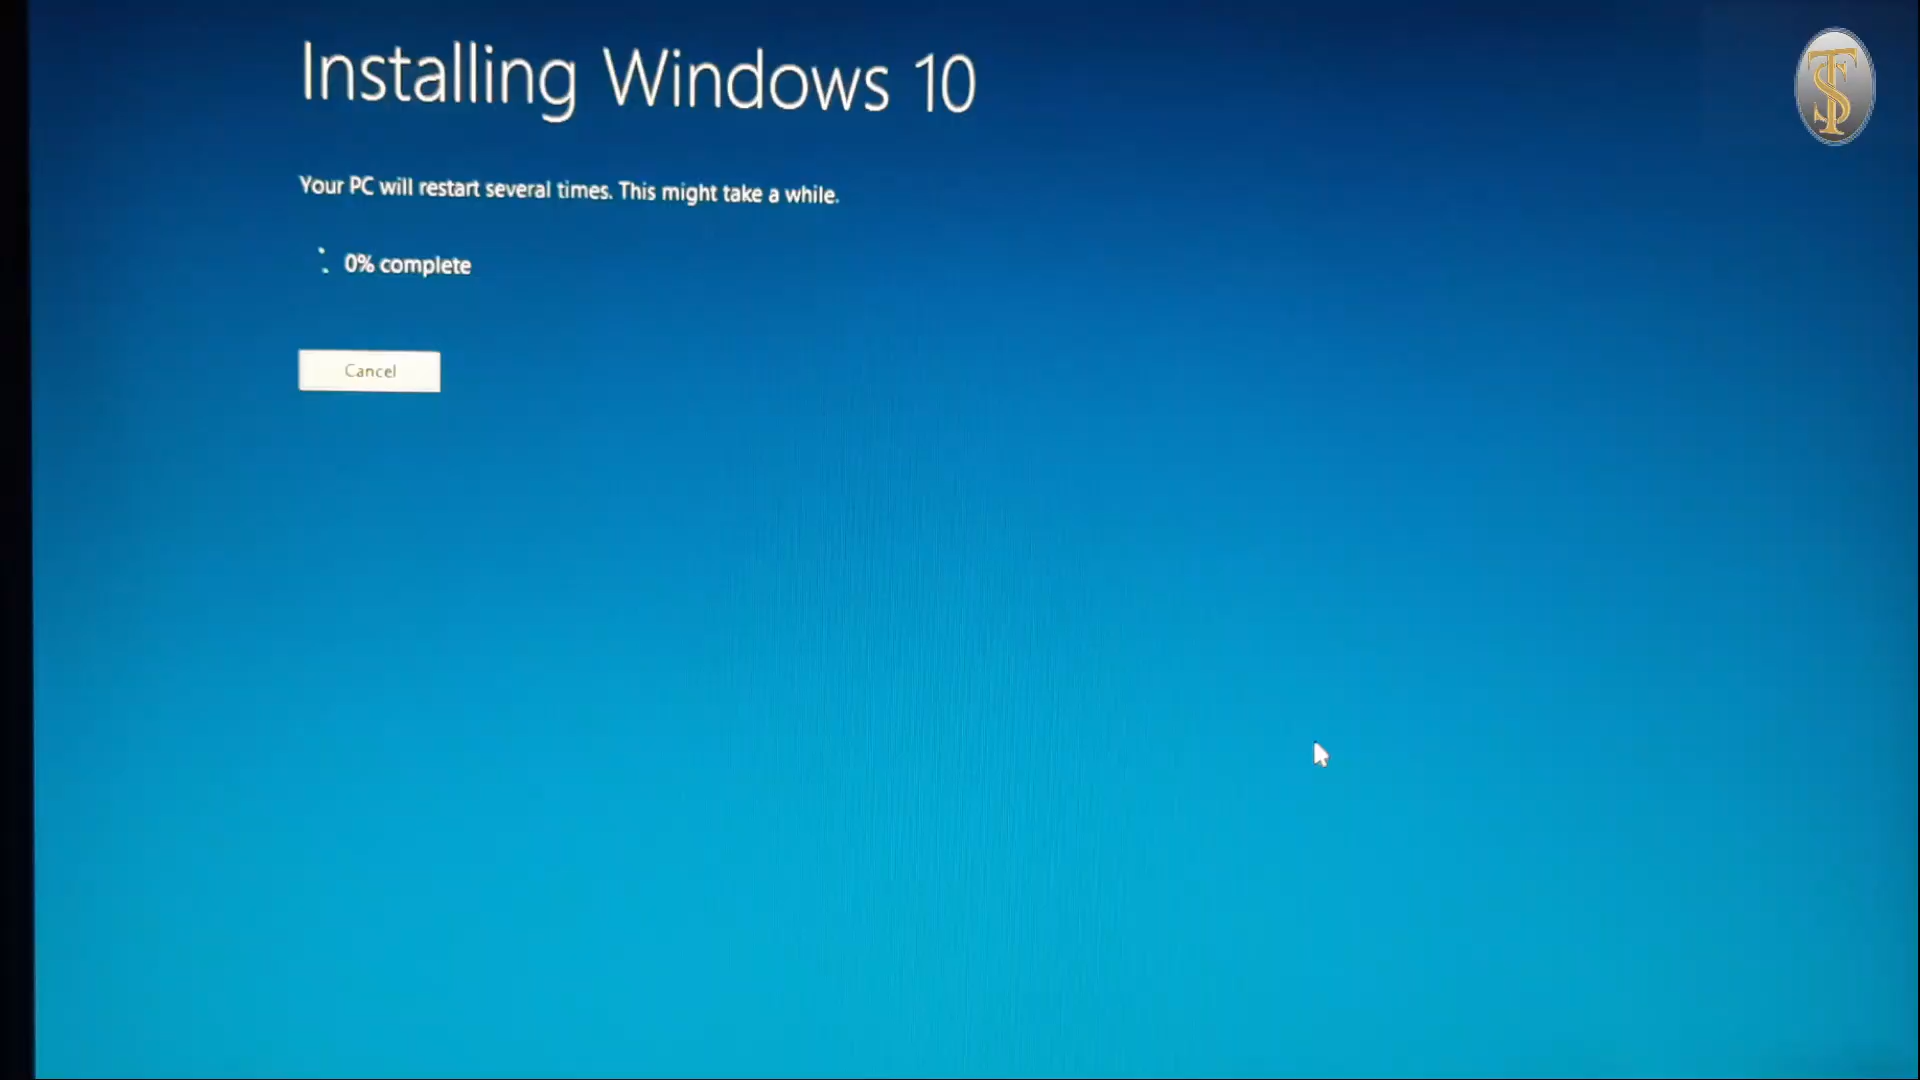 Installing Windows 10
Your PC will restart several times. This might take a while.
0% complete
Cancel